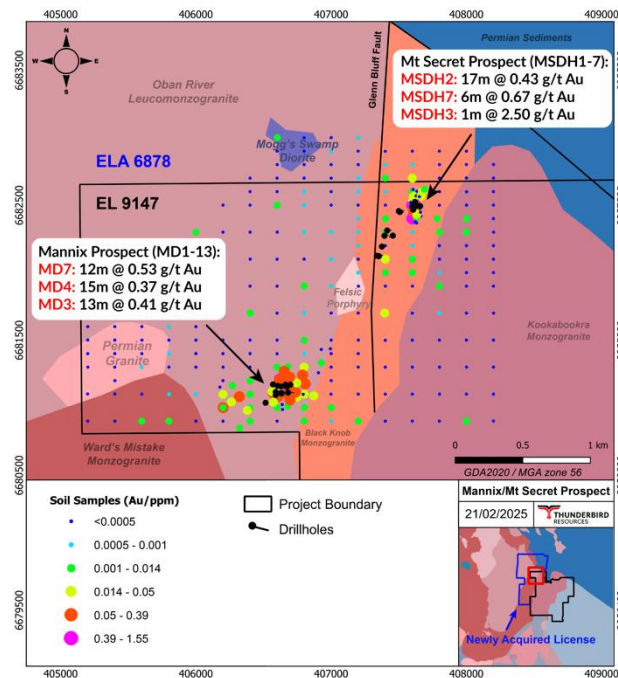 405000
406000
407000
408000
409000
N
W
E
S
6683500
6682500
6681500
6680500
6679500
Permian Sediments
Oban River
Leucomonzogranite
Glenn Bluff Fault
Mt Secret Prospect (MSDH1-7):
MSDH2: 17m @ 0.43 g/t Au
MSDH7: 6m @ 0.67 g/t Au
MSDH3: 1m @ 2.50 g/t Au
Mogg's Swamp
Diorite
ELA 6878
EL 9147
Mannix Prospect (MD1-13):
MD7: 12m @ 0.53 g/t Au
MD4: 15m @ 0.37 g/t Au
MD3: 13m @ 0.41 g/t Au
Felsic
Porphyry
Kookabookra
Monzogranite
Permian
Granite
Ward's Mistake
Monzogranite
Black Knob
Monzogranite
0
0.5
1 km
GDA2020 / MGA zone 56
Soil Samples (Au/ppm)
<0.0005
0.0005 - 0.001
0.001 - 0.014
0.014 - 0.05
0.05 - 0.39
0.39 - 1.55
Project Boundary
Drillholes
Mannix/Mt Secret Prospect
21/02/2025
THUNDERBIRD
RESOURCES
Newly Acquired License
405000
406000
407000
408000
409000